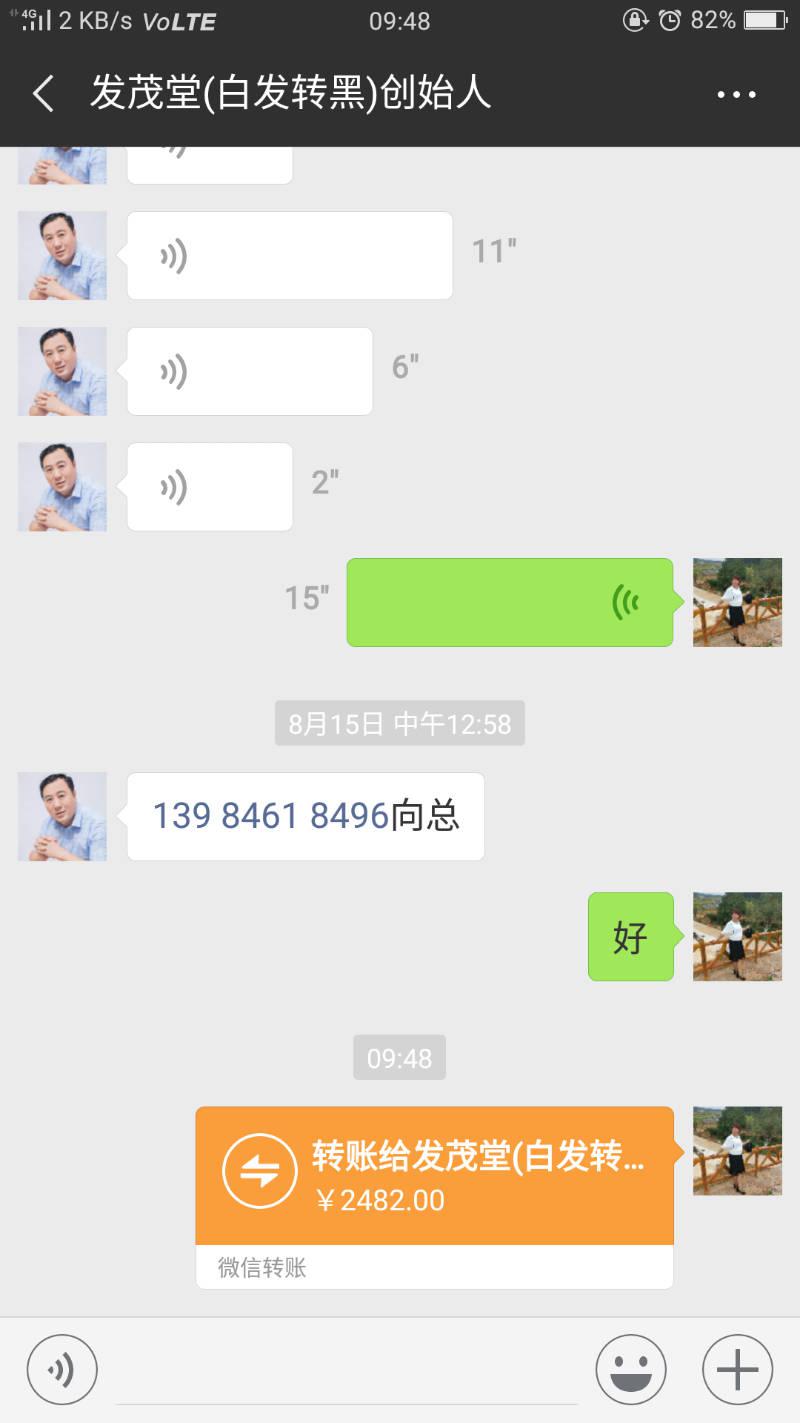 4G 2 KB/s VoLTE 09:48 82%
发茂堂(白发转黑)创始人
11"
6"
2"
15"
8月15日 中午12:58
139 8461 8496向总
好
09:48
转账给发茂堂(白发转...
￥2482.00
微信转账